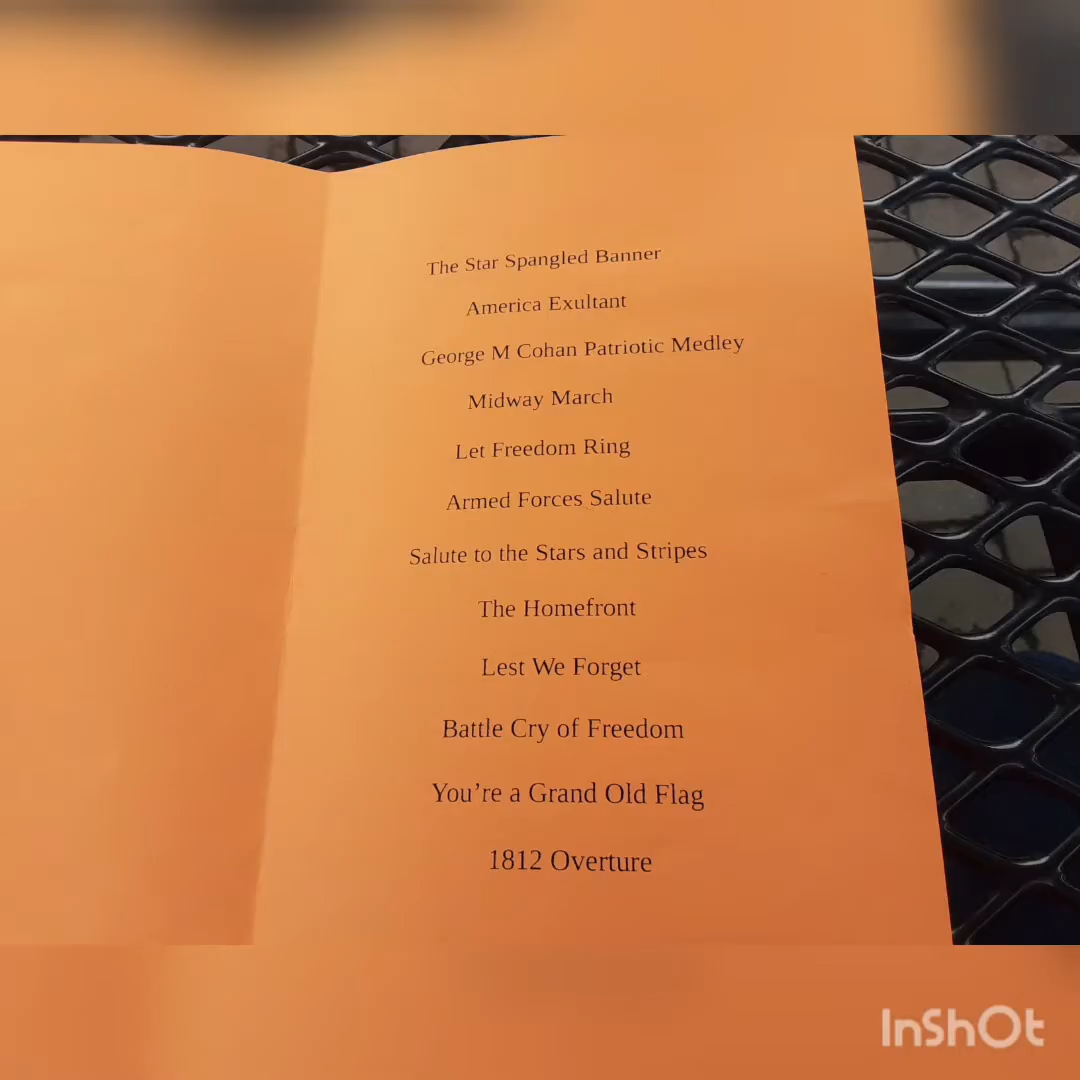 The Star Spangled Banner
America Exultant
George M Cohan Patriotic Medley
Midway March
Let Freedom Ring
Armed Forces Salute
Salute to the Stars and Stripes
The Homefront
Lest We Forget
Battle Cry of Freedom
You’re a Grand Old Flag
1812 Overture
InShOt